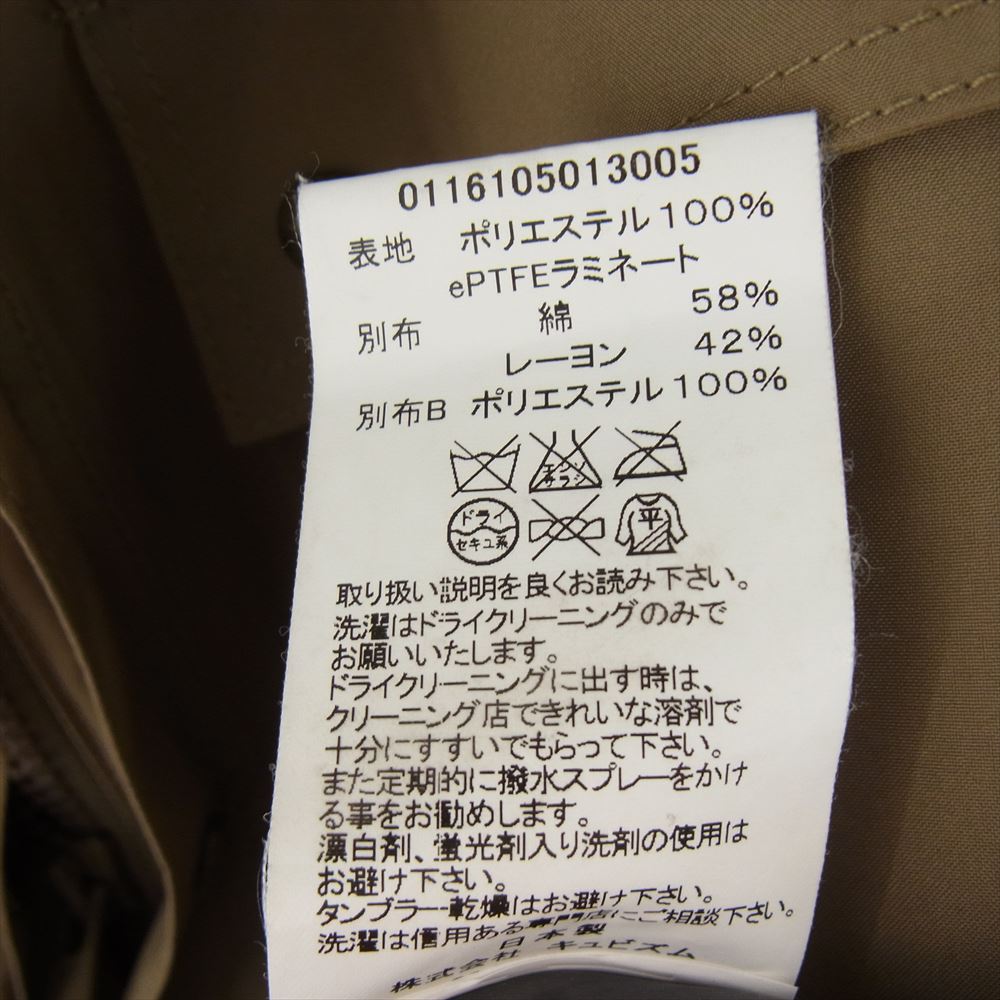 0116105013005
表地 ポリエステル 100%
ePTFEラミネート
別布 綿 58%
レーヨン 42%
別布B ポリエステル 100%
エンソ
サラシ
ドライ
セキユ系
平
取り扱い説明を良くお読み下さい。
洗濯はドライクリーニングのみで
お願いいたします。
ドライクリーニングに出す時は、
クリーニング店できれいな溶剤で
十分にすすいでもらって下さい。
また定期的に撥水スプレーをかけ
る事をお勧めします。
漂白剤、蛍光剤入り洗剤の使用は
お避け下さい。
タンブラー乾燥はお避け下さい。
洗濯は信用ある専門店にご相談下さい。
日本製
株式会社 キュビズム